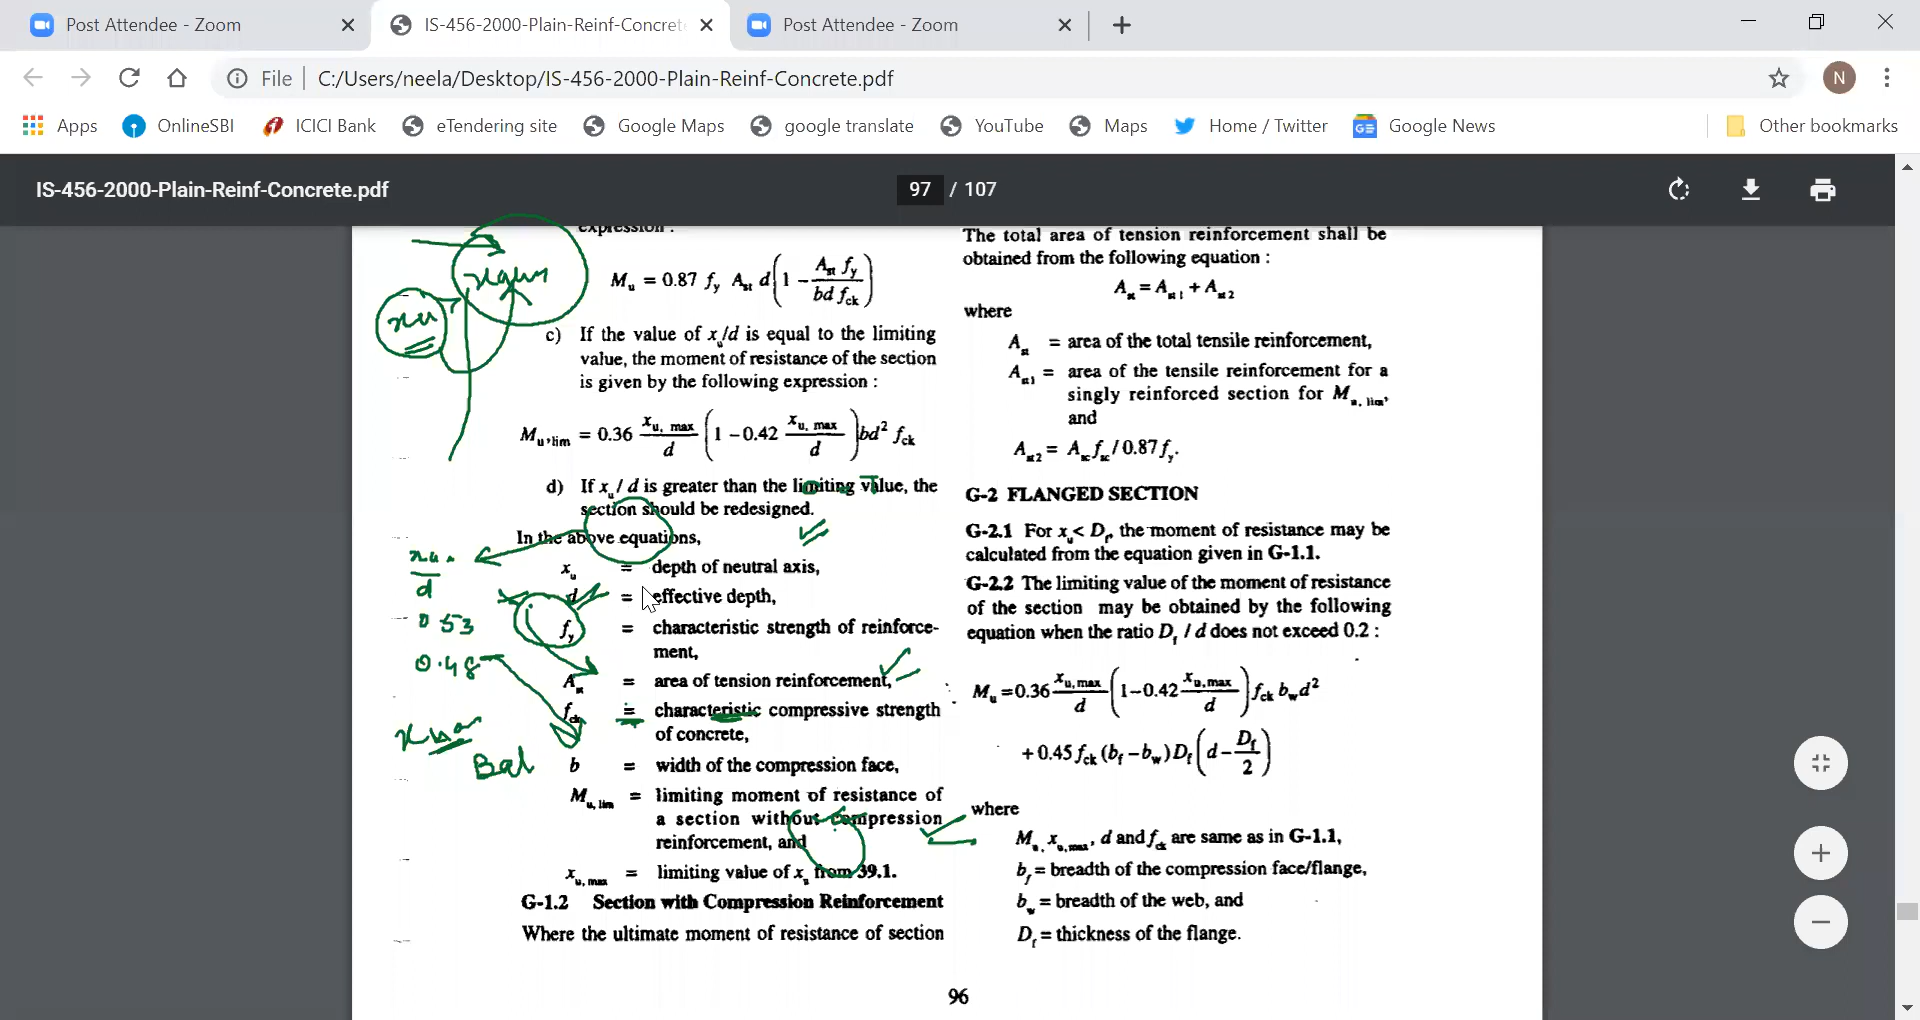 Post Attendee - Zoom
IS-456-2000-Plain-Reinf-Concrete
Post Attendee - Zoom
File
C:/Users/neela/Desktop/IS-456-2000-Plain-Reinf-Concrete.pdf
N
Apps
OnlineSBI
ICICI Bank
eTendering site
Google Maps
google translate
YouTube
Maps
Home / Twitter
Google News
Other bookmarks
IS-456-2000-Plain-Reinf-Concrete.pdf
97 / 107
expression :
M_u = 0.87 f_y A_st d (1 - A_st f_y / bd f_ck)
xu
c) If the value of x_u/d is equal to the limiting
value, the moment of resistance of the section
is given by the following expression :
M_u,lim = 0.36 x_u, max / d (1 - 0.42 x_u, max / d) bd² f_ck
d) If x_u / d is greater than the limiting value, the
section should be redesigned.
In the above equations,
x_u = depth of neutral axis,
d = effective depth,
f_y = characteristic strength of reinforce-
ment,
A_st = area of tension reinforcement,
f_ck = characteristic compressive strength
of concrete,
b = width of the compression face,
M_u, lim = limiting moment of resistance of
a section without compression
reinforcement, and
x_u, max = limiting value of x_u from 39.1.
d
0.53
0.48
Bal
G-1.2 Section with Compression Reinforcement
Where the ultimate moment of resistance of section
The total area of tension reinforcement shall be
obtained from the following equation :
A_st = A_st1 + A_st2
where
A_st = area of the total tensile reinforcement,
A_st1 = area of the tensile reinforcement for a
singly reinforced section for M_u, lim,
and
A_st2 = A_sc f_sc / 0.87 f_y.
G-2 FLANGED SECTION
G-2.1 For x_u < D_f, the moment of resistance may be
calculated from the equation given in G-1.1.
G-2.2 The limiting value of the moment of resistance
of the section may be obtained by the following
equation when the ratio D_f / d does not exceed 0.2 :
M_u = 0.36 x_u, max / d (1 - 0.42 x_u, max / d) f_ck b_w d²
+ 0.45 f_ck (b_f - b_w) D_f (d - D_f / 2)
where
M_u, x_u, max, d and f_ck are same as in G-1.1,
b_f = breadth of the compression face/flange,
b_w = breadth of the web, and
D_f = thickness of the flange.
96